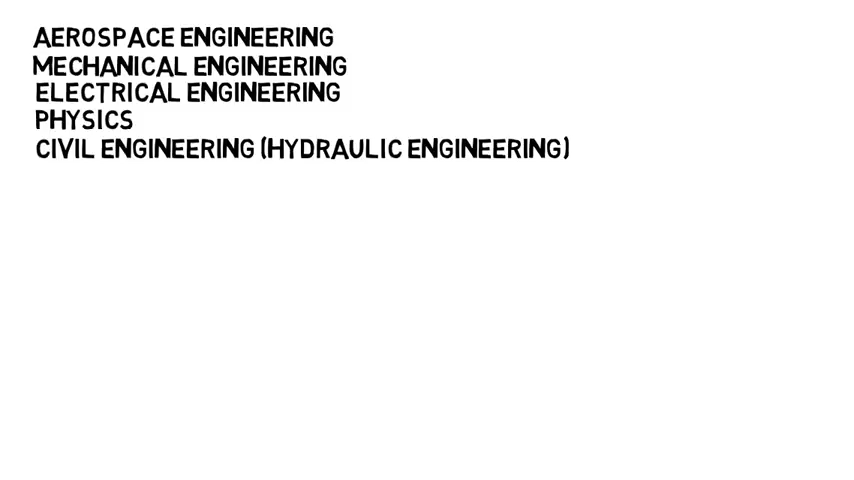 AEROSPACE ENGINEERING
MECHANICAL ENGINEERING
ELECTRICAL ENGINEERING
PHYSICS
CIVIL ENGINEERING (HYDRAULIC ENGINEERING)